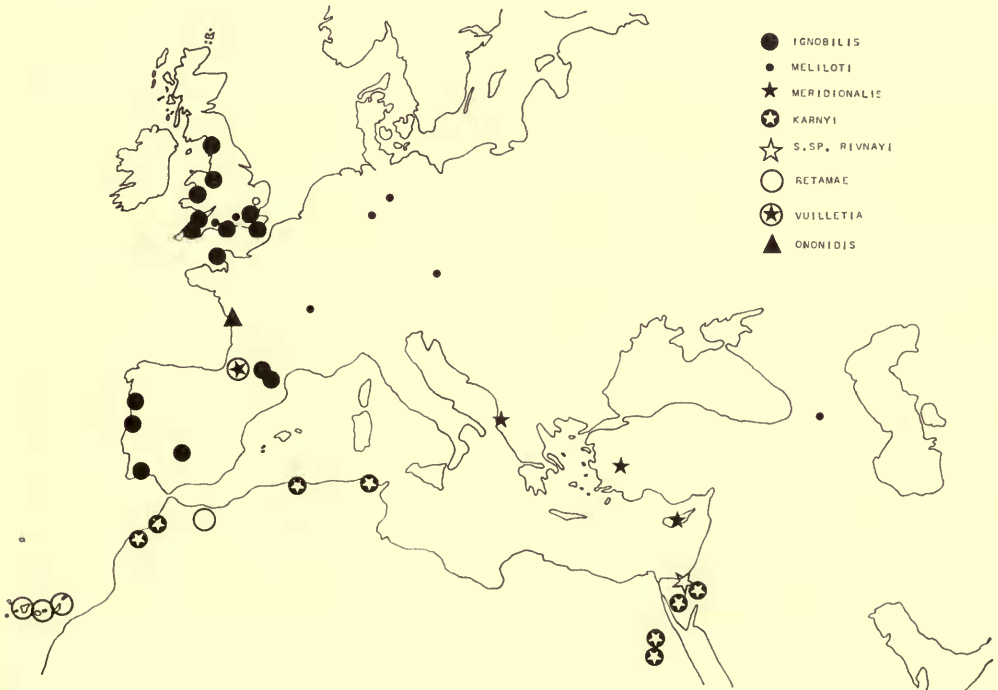 IGNOBILIS
MELILOTI
MERIDIONALIS
KARNYI
S.SP. RIVNAYI
RETAMAE
VUILLETIA
ONONIDIS